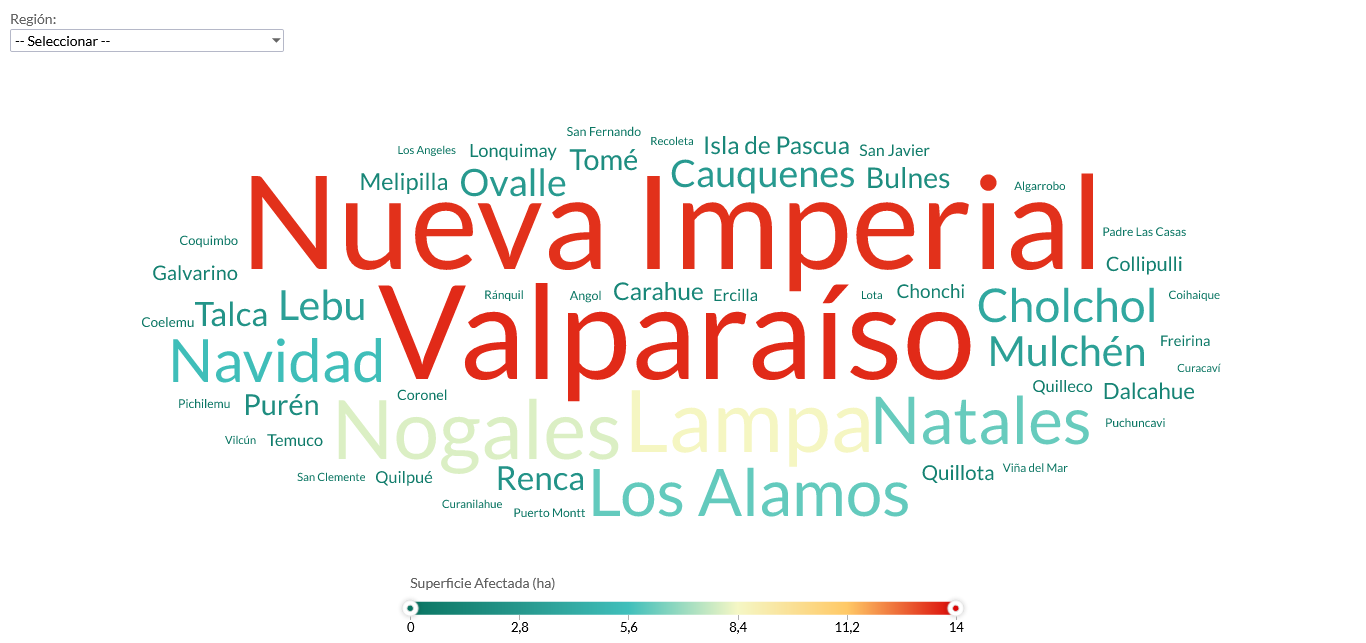 Región:
-- Seleccionar --
San Fernando
Los Angeles
Lonquimay
Tomé
Recoleta
Isla de Pascua
San Javier
Melipilla
Ovalle
Cauquenes
Bulnes
Algarrobo
Nueva Imperial
Coquimbo
Padre Las Casas
Galvarino
Collipulli
Talca
Lebu
Ránquil
Angol
Carahue
Ercilla
Lota
Chonchi
Cholchol
Coihaique
Coelemu
Valparaíso
Freirina
Navidad
Mulchén
Curacaví
Coronel
Quilleco
Dalcahue
Pichilemu
Purén
Nogales
Lampa
Natales
Puchuncavi
Vilcún
Temuco
San Clemente
Quilpué
Renca
Los Alamos
Quillota
Viña del Mar
Curanilahue
Puerto Montt
Superficie Afectada (ha)
0 2,8 5,6 8,4 11,2 14